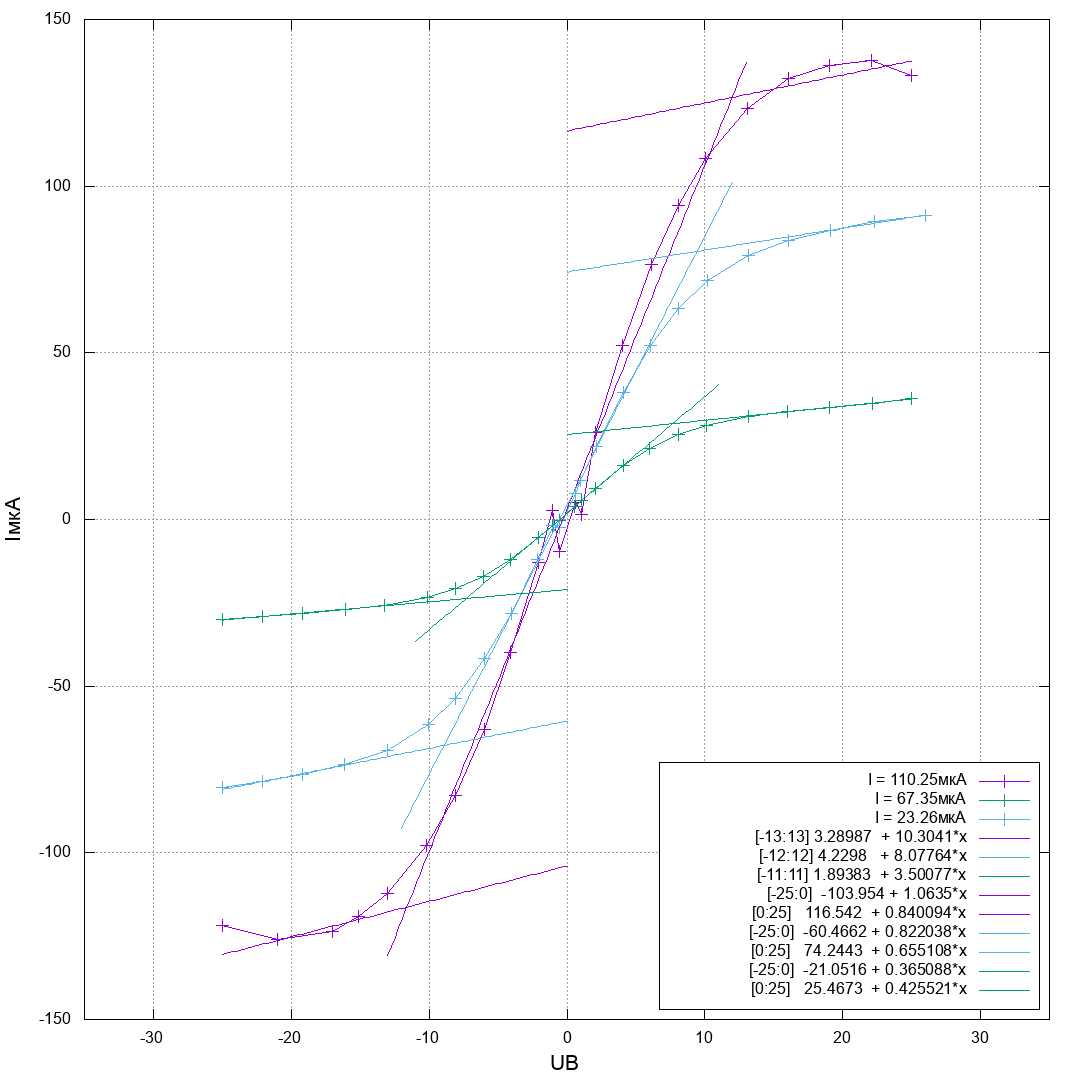 150
100
50
0
-50
-100
-150
-30
-20
-10
0
10
20
30
IмкА
UВ
I = 110.25мкА
I = 67.35мкА
I = 23.26мкА
[-13:13] 3.28987 + 10.3041*x
[-12:12] 4.2298 + 8.07764*x
[-11:11] 1.89383 + 3.50077*x
[-25:0] -103.954 + 1.0635*x
[0:25] 116.542 + 0.840094*x
[-25:0] -60.4662 + 0.822038*x
[0:25] 74.2443 + 0.655108*x
[-25:0] -21.0516 + 0.365088*x
[0:25] 25.4673 + 0.425521*x